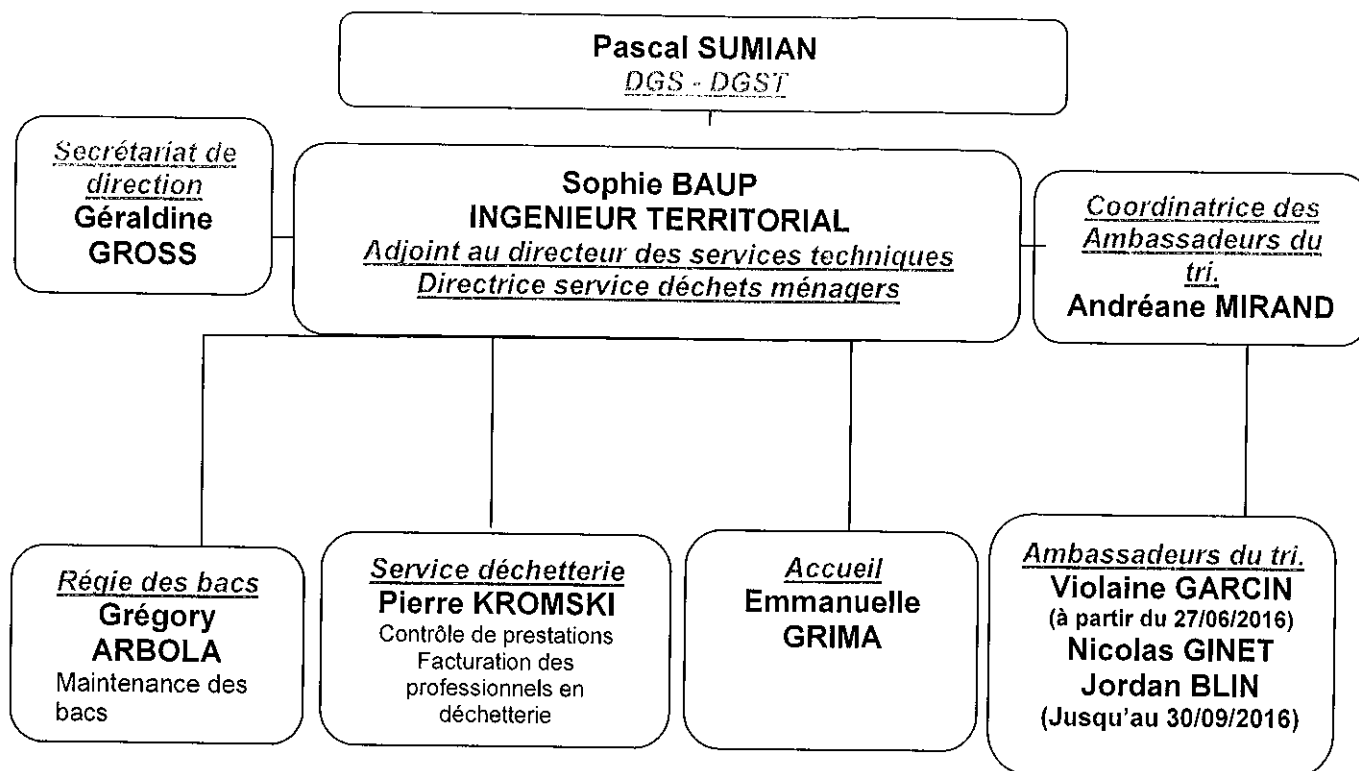 Pascal SUMIAN
DGS - DGST
Secrétariat de
direction
Géraldine
GROSS
Sophie BAUP
INGENIEUR TERRITORIAL
Adjoint au directeur des services techniques
Directrice service déchets ménagers
Coordinatrice des
Ambassadeurs du
tri.
Andréane MIRAND
Régie des bacs
Grégory
ARBOLA
Maintenance des
bacs
Service déchetterie
Pierre KROMSKI
Contrôle de prestations
Facturation des
professionnels en
déchetterie
Accueil
Emmanuelle
GRIMA
Ambassadeurs du tri.
Violaine GARCIN
(à partir du 27/06/2016)
Nicolas GINET
Jordan BLIN
(Jusqu'au 30/09/2016)